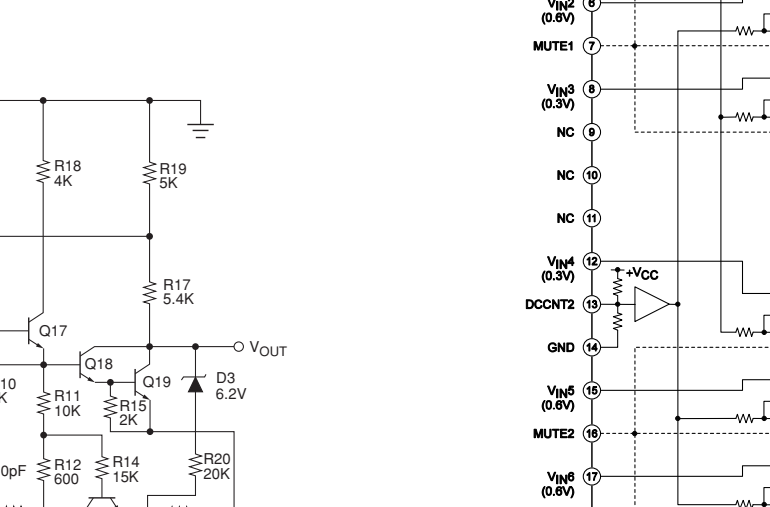 R18
4K
R19
5K
R17
5.4K
Q17
VOUT
Q18
Q19
D3
6.2V
10
K
R11
10K
R15
2K
0pF
R12
600
R14
15K
R20
20K
VIN2 6
(0.6V)
MUTE1 7
VIN3 8
(0.3V)
NC 9
NC 10
NC 11
VIN4 12
(0.3V)
+VCC
DCCNT2 13
GND 14
VIN5 15
(0.6V)
MUTE2 16
VIN6 17
(0.6V)